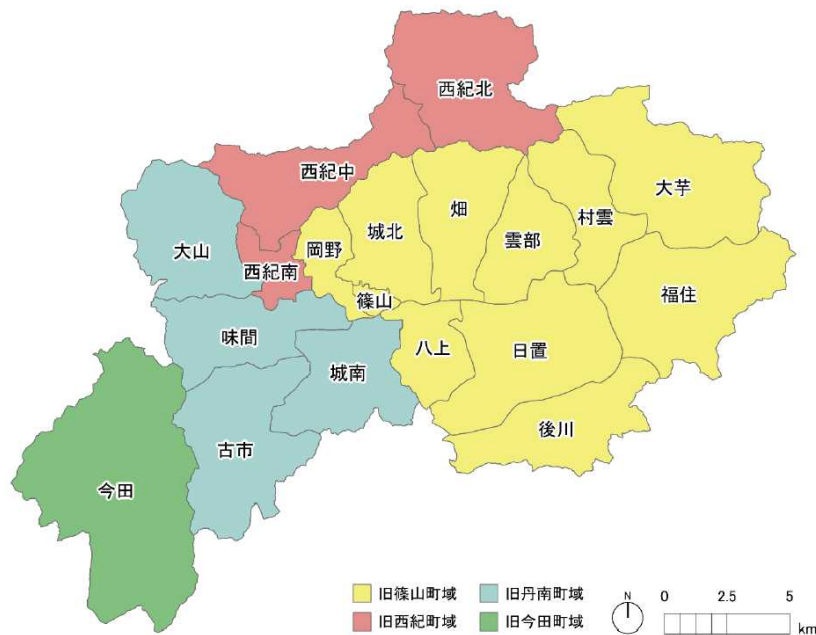 西紀北
西紀中
大芋
村雲
畑
城北
雲部
岡野
大山
西紀南
福住
篠山
味間
八上
日置
城南
後川
古市
今田
旧篠山町域
旧丹南町域
旧西紀町域
旧今田町域
N
0 2.5 5
km